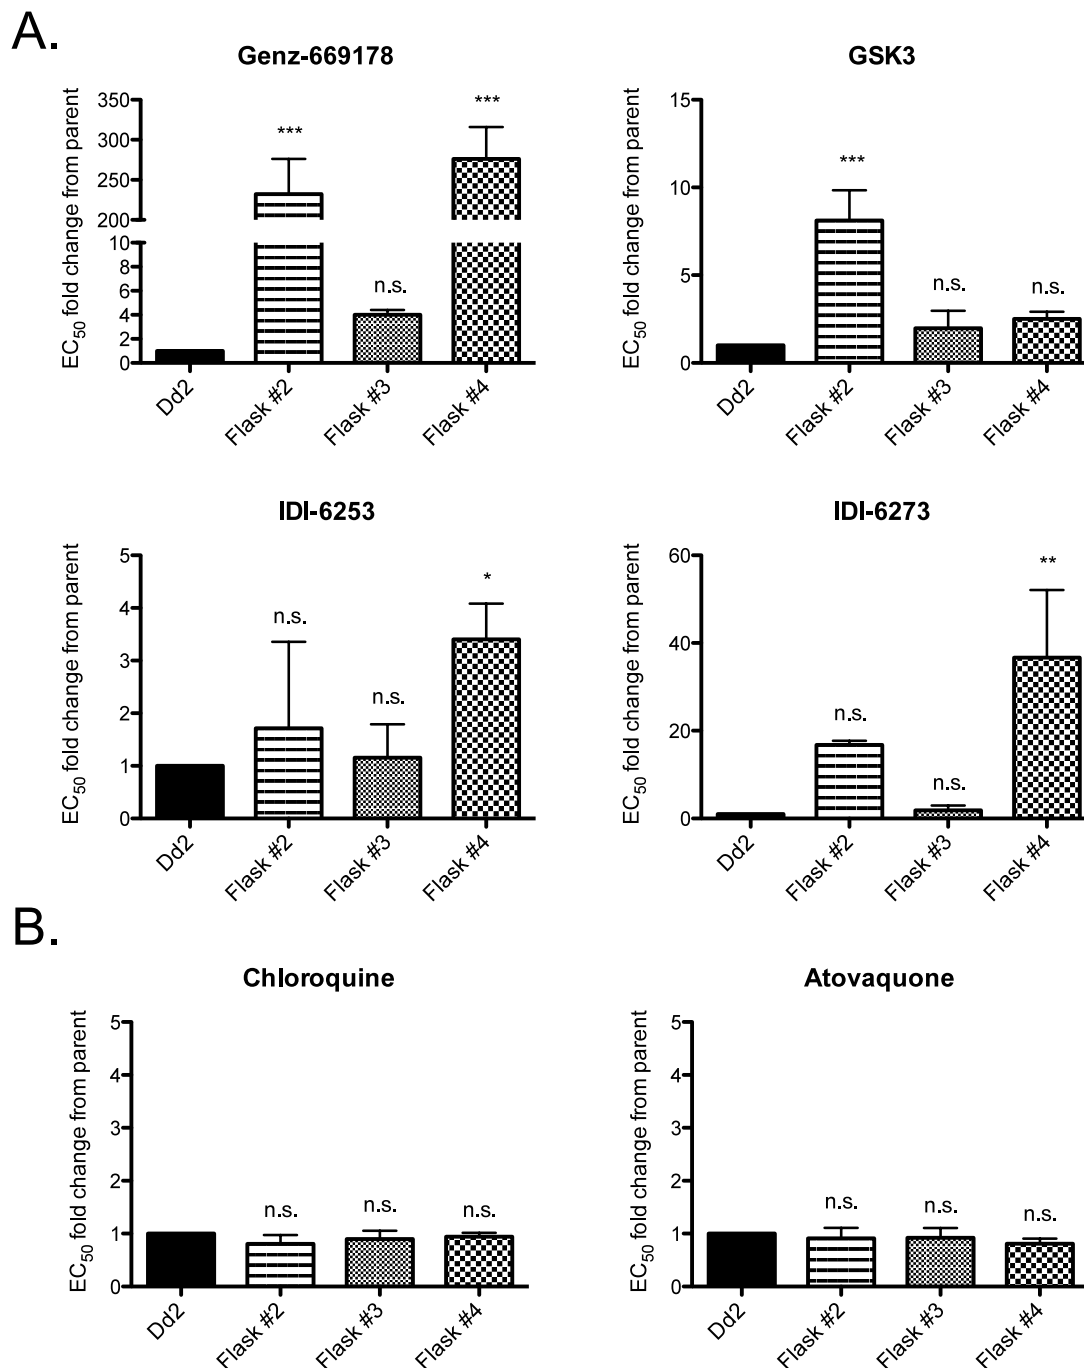 A.
Genz-669178
EC50 fold change from parent
350
300
250
200
10
8
6
4
2
0
***
n.s.
***
Dd2
Flask #2
Flask #3
Flask #4
GSK3
EC50 fold change from parent
15
10
5
0
***
n.s.
n.s.
Dd2
Flask #2
Flask #3
Flask #4
IDI-6253
EC50 fold change from parent
5
4
3
2
1
0
n.s.
n.s.
*
Dd2
Flask #2
Flask #3
Flask #4
IDI-6273
EC50 fold change from parent
60
40
20
0
n.s.
n.s.
**
Dd2
Flask #2
Flask #3
Flask #4
B.
Chloroquine
EC50 fold change from parent
5
4
3
2
1
0
n.s.
n.s.
n.s.
Dd2
Flask #2
Flask #3
Flask #4
Atovaquone
EC50 fold change from parent
5
4
3
2
1
0
n.s.
n.s.
n.s.
Dd2
Flask #2
Flask #3
Flask #4